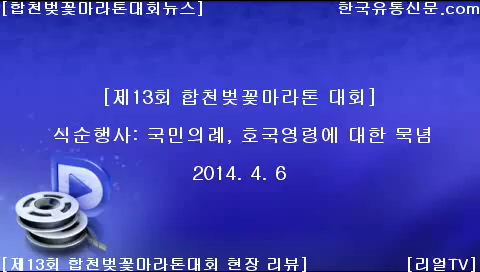 [합천벚꽃마라톤대회뉴스] 한국유통신문.com
[제13회 합천벚꽃마라톤 대회]
식순행사: 국민의례, 호국영령에 대한 묵념
2014. 4. 6
[제13회 합천벚꽃마라톤대회 현장 리뷰] [리얼TV]